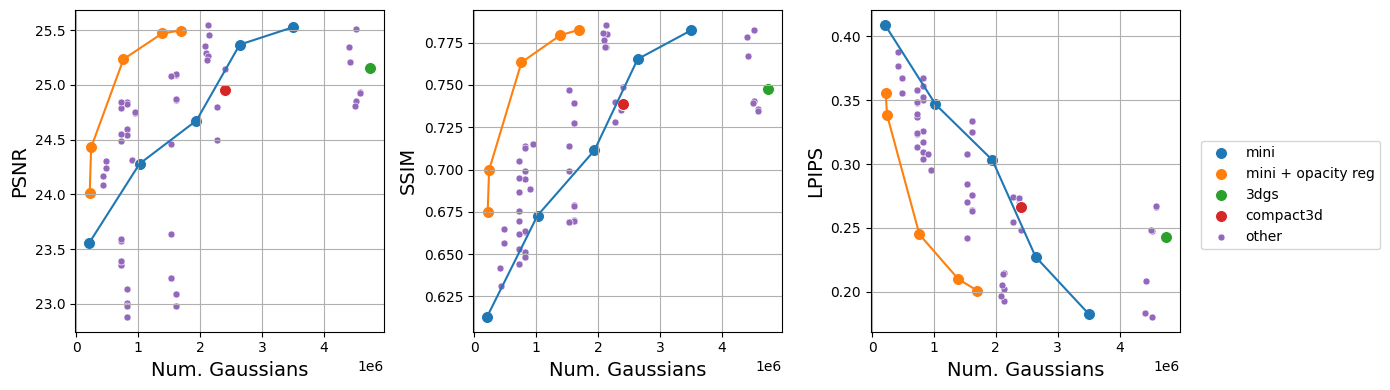 PSNR
25.5
25.0
24.5
24.0
23.5
23.0
0 1 2 3 4
1e6
Num. Gaussians
SSIM
0.775
0.750
0.725
0.700
0.675
0.650
0.625
0 1 2 3 4
1e6
Num. Gaussians
LPIPS
0.40
0.35
0.30
0.25
0.20
0 1 2 3 4
1e6
Num. Gaussians
mini
mini + opacity reg
3dgs
compact3d
other